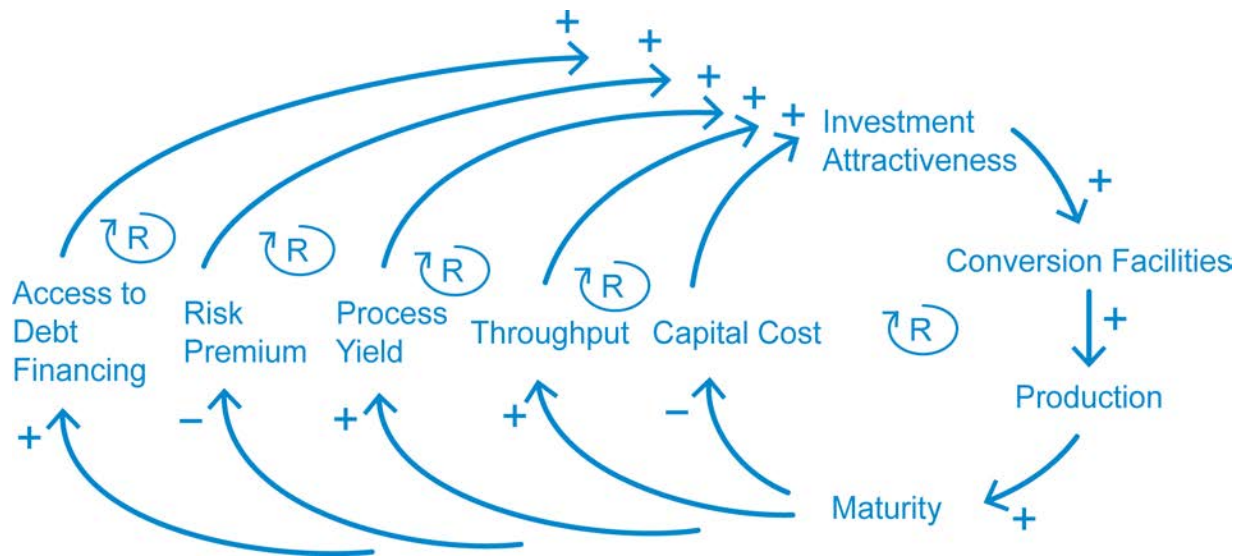 +
+
+
+
+
Investment
Attractiveness
+
R
R
R
R
Conversion Facilities
Access to
Debt
Financing
Risk
Premium
Process
Yield
Throughput
Capital Cost
R
+
Production
+
–
+
+
–
Maturity
+